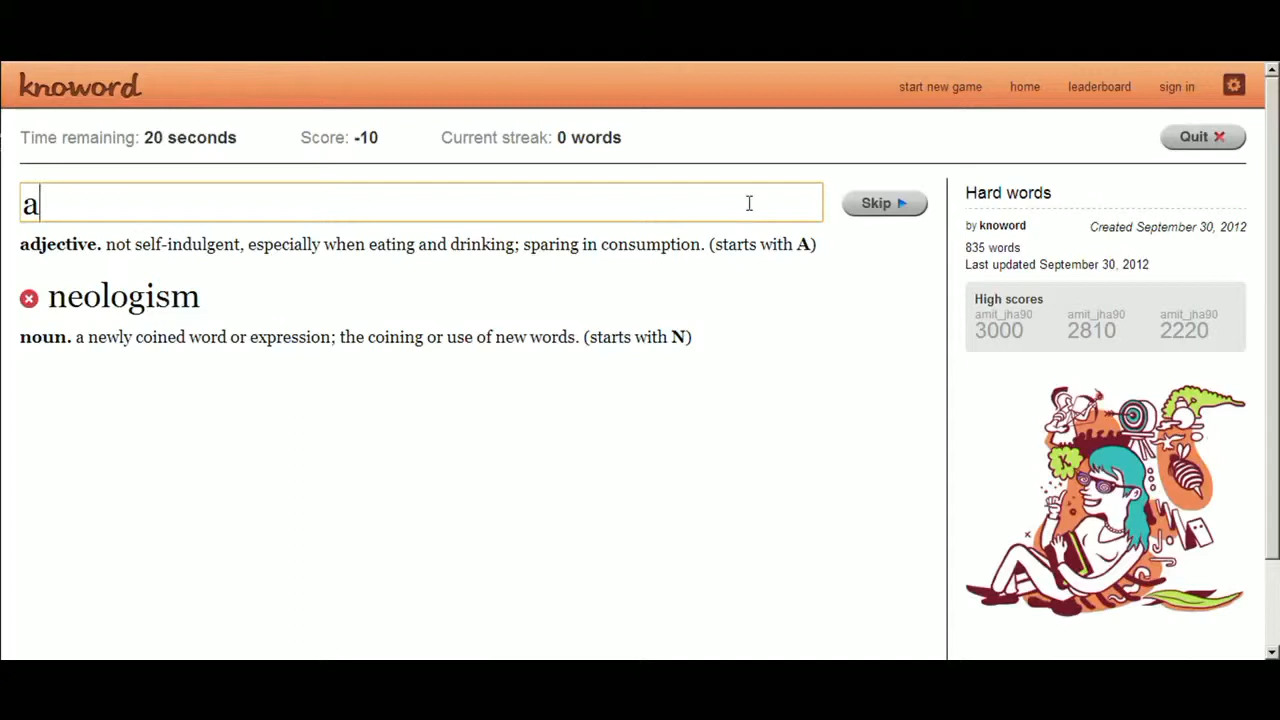 knoword
start new game home leaderboard sign in
Time remaining: 20 seconds Score: -10 Current streak: 0 words Quit
a Skip
adjective. not self-indulgent, especially when eating and drinking; sparing in consumption. (starts with A)
neologism
noun. a newly coined word or expression; the coining or use of new words. (starts with N)
Hard words
by knoword Created September 30, 2012
835 words
Last updated September 30, 2012
High scores
amit_jha90 amit_jha90 amit_jha90
3000 2810 2220
K